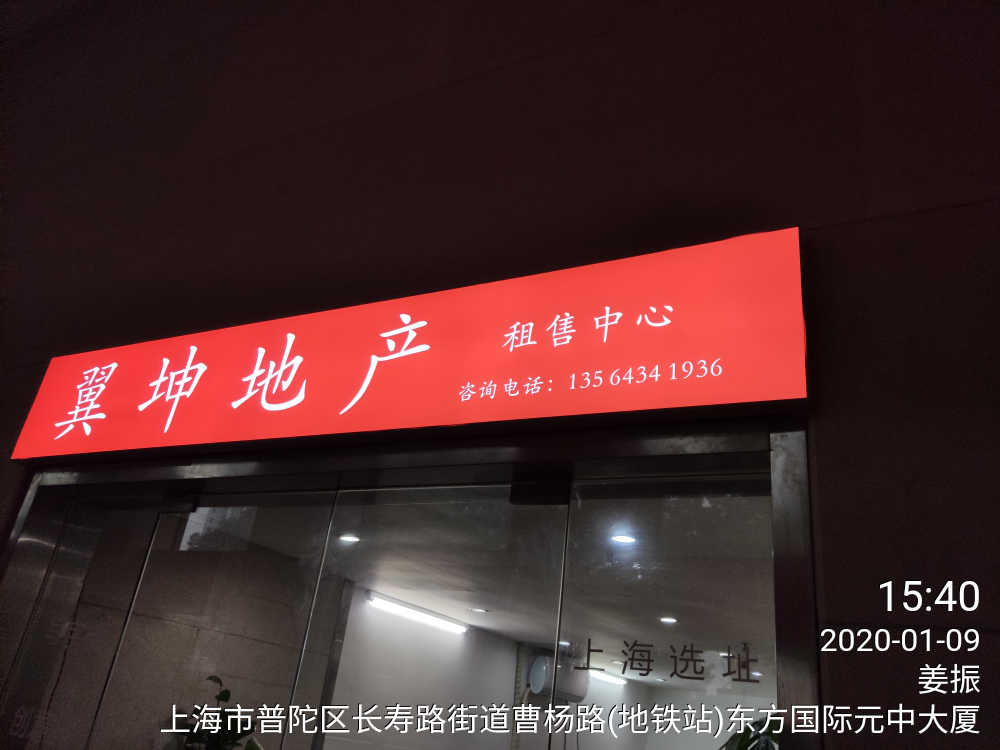 翼坤地产
租售中心
咨询电话：135 6434 1936
上海选址
15:40
2020-01-09
姜振
上海市普陀区长寿路街道曹杨路(地铁站)东方国际元中大厦